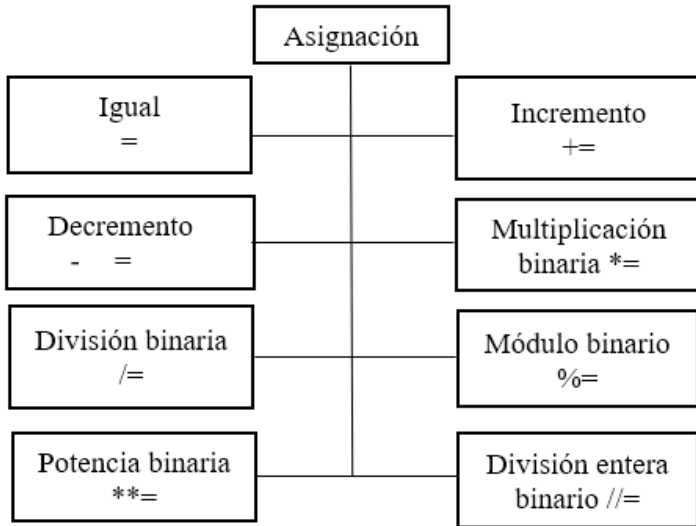 Asignación
Igual
=
Incremento
+=
Decremento
- =
Multiplicación
binaria *=
División binaria
/=
Módulo binario
%=
Potencia binaria
**=
División entera
binario //=